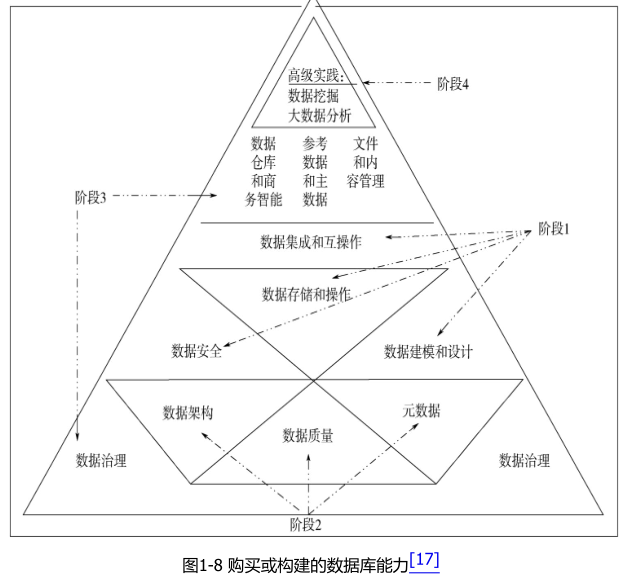 高级实践：
数据挖掘
大数据分析
阶段4
数据
仓库
和商
务智能
参考
数据
和主
数据
文件
和内
容管理
阶段3
阶段1
数据集成和互操作
数据存储和操作
数据安全
数据建模和设计
数据架构
元数据
数据质量
数据治理
数据治理
阶段2
图1-8 购买或构建的数据库能力[17]